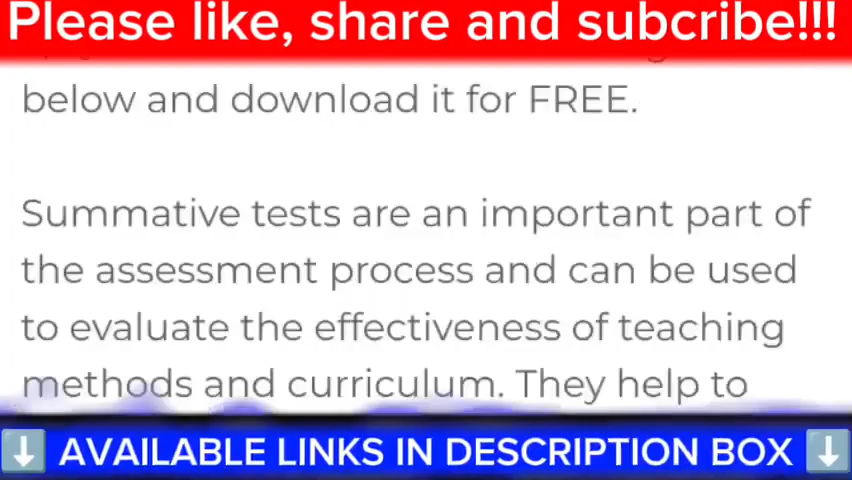 Please like, share and subcribe!!!
below and download it for FREE.
Summative tests are an important part of
the assessment process and can be used
to evaluate the effectiveness of teaching
methods and curriculum. They help to
⬇️ AVAILABLE LINKS IN DESCRIPTION BOX ⬇️